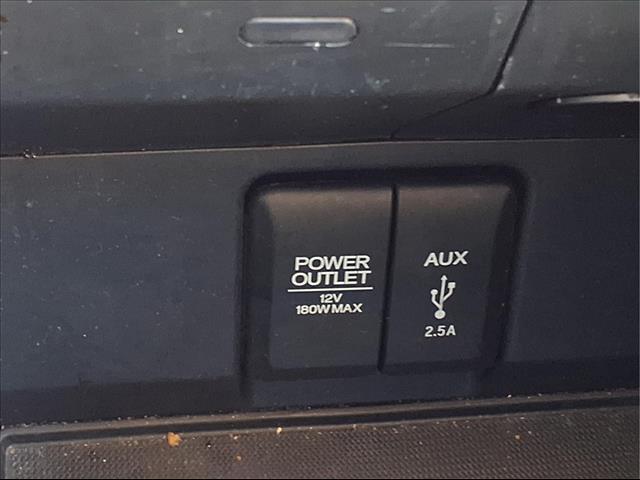 POWER
OUTLET
12V
180W MAX
AUX
2.5A